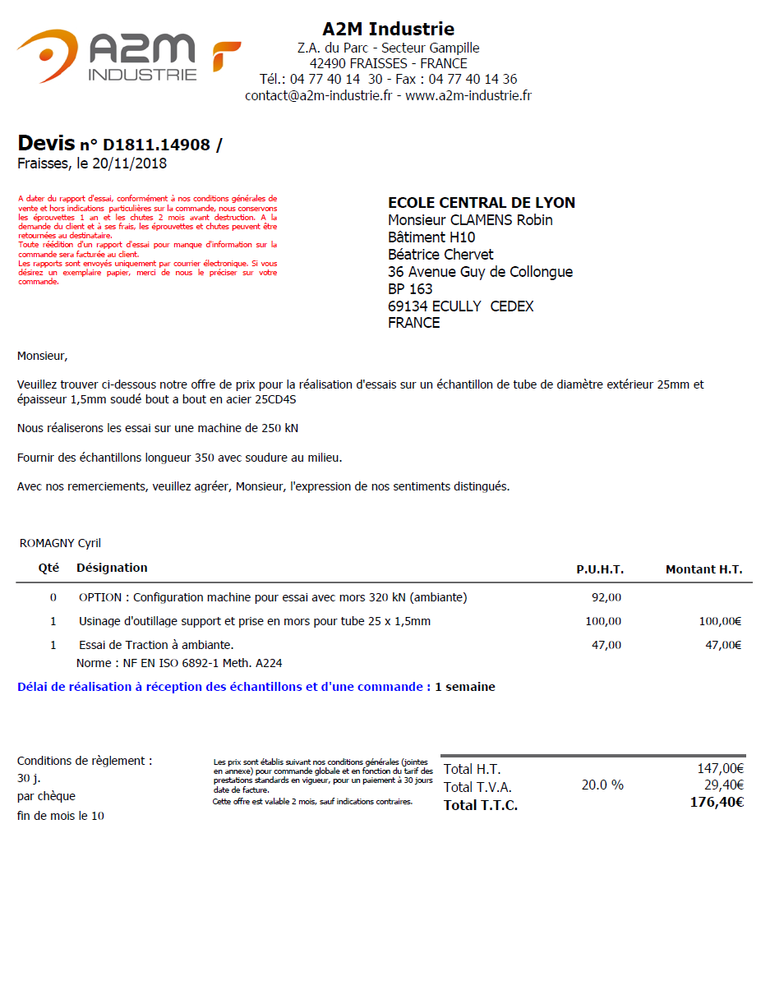 A2M
INDUSTRIE
A2M Industrie
Z.A. du Parc - Secteur Gampille
42490 FRAISSES - FRANCE
Tél.: 04 77 40 14 30 - Fax : 04 77 40 14 36
contact@a2m-industrie.fr - www.a2m-industrie.fr
Devis n° D1811.14908 /
Fraisses, le 20/11/2018
A dater du rapport d'essai, conformément à nos conditions générales de
vente et hors indications particulières sur la commande, nous conservons
les éprouvettes 1 an et les chutes 2 mois avant destruction. A la
demande du client et à ses frais, les éprouvettes et chutes peuvent être
retournées au destinataire.
Toute réédition d'un rapport d'essai pour manque d'information sur la
commande sera facturée au client.
Les rapports sont envoyés uniquement par courrier électronique. Si vous
désirez un exemplaire papier, merci de nous le préciser sur votre
commande.
ECOLE CENTRAL DE LYON
Monsieur CLAMENS Robin
Bâtiment H10
Béatrice Chervet
36 Avenue Guy de Collongue
BP 163
69134 ECULLY CEDEX
FRANCE
Monsieur,
Veuillez trouver ci-dessous notre offre de prix pour la réalisation d'essais sur un échantillon de tube de diamètre extérieur 25mm et
épaisseur 1,5mm soudé bout a bout en acier 25CD4S
Nous réaliserons les essai sur une machine de 250 kN
Fournir des échantillons longueur 350 avec soudure au milieu.
Avec nos remerciements, veuillez agréer, Monsieur, l'expression de nos sentiments distingués.
ROMAGNY Cyril
Qté Désignation P.U.H.T. Montant H.T.
0 OPTION : Configuration machine pour essai avec mors 320 kN (ambiante) 92,00
1 Usinage d'outillage support et prise en mors pour tube 25 x 1,5mm 100,00 100,00€
1 Essai de Traction à ambiante. 47,00 47,00€
Norme : NF EN ISO 6892-1 Meth. A224
Délai de réalisation à réception des échantillons et d'une commande : 1 semaine
Conditions de règlement :
30 j.
par chèque
fin de mois le 10
Les prix sont établis suivant nos conditions générales (jointes
en annexe) pour commande globale et en fonction du tarif des
prestations standards en vigueur, pour un paiement à 30 jours
date de facture.
Cette offre est valable 2 mois, sauf indications contraires.
Total H.T. 147,00€
Total T.V.A. 20.0 % 29,40€
Total T.T.C. 176,40€